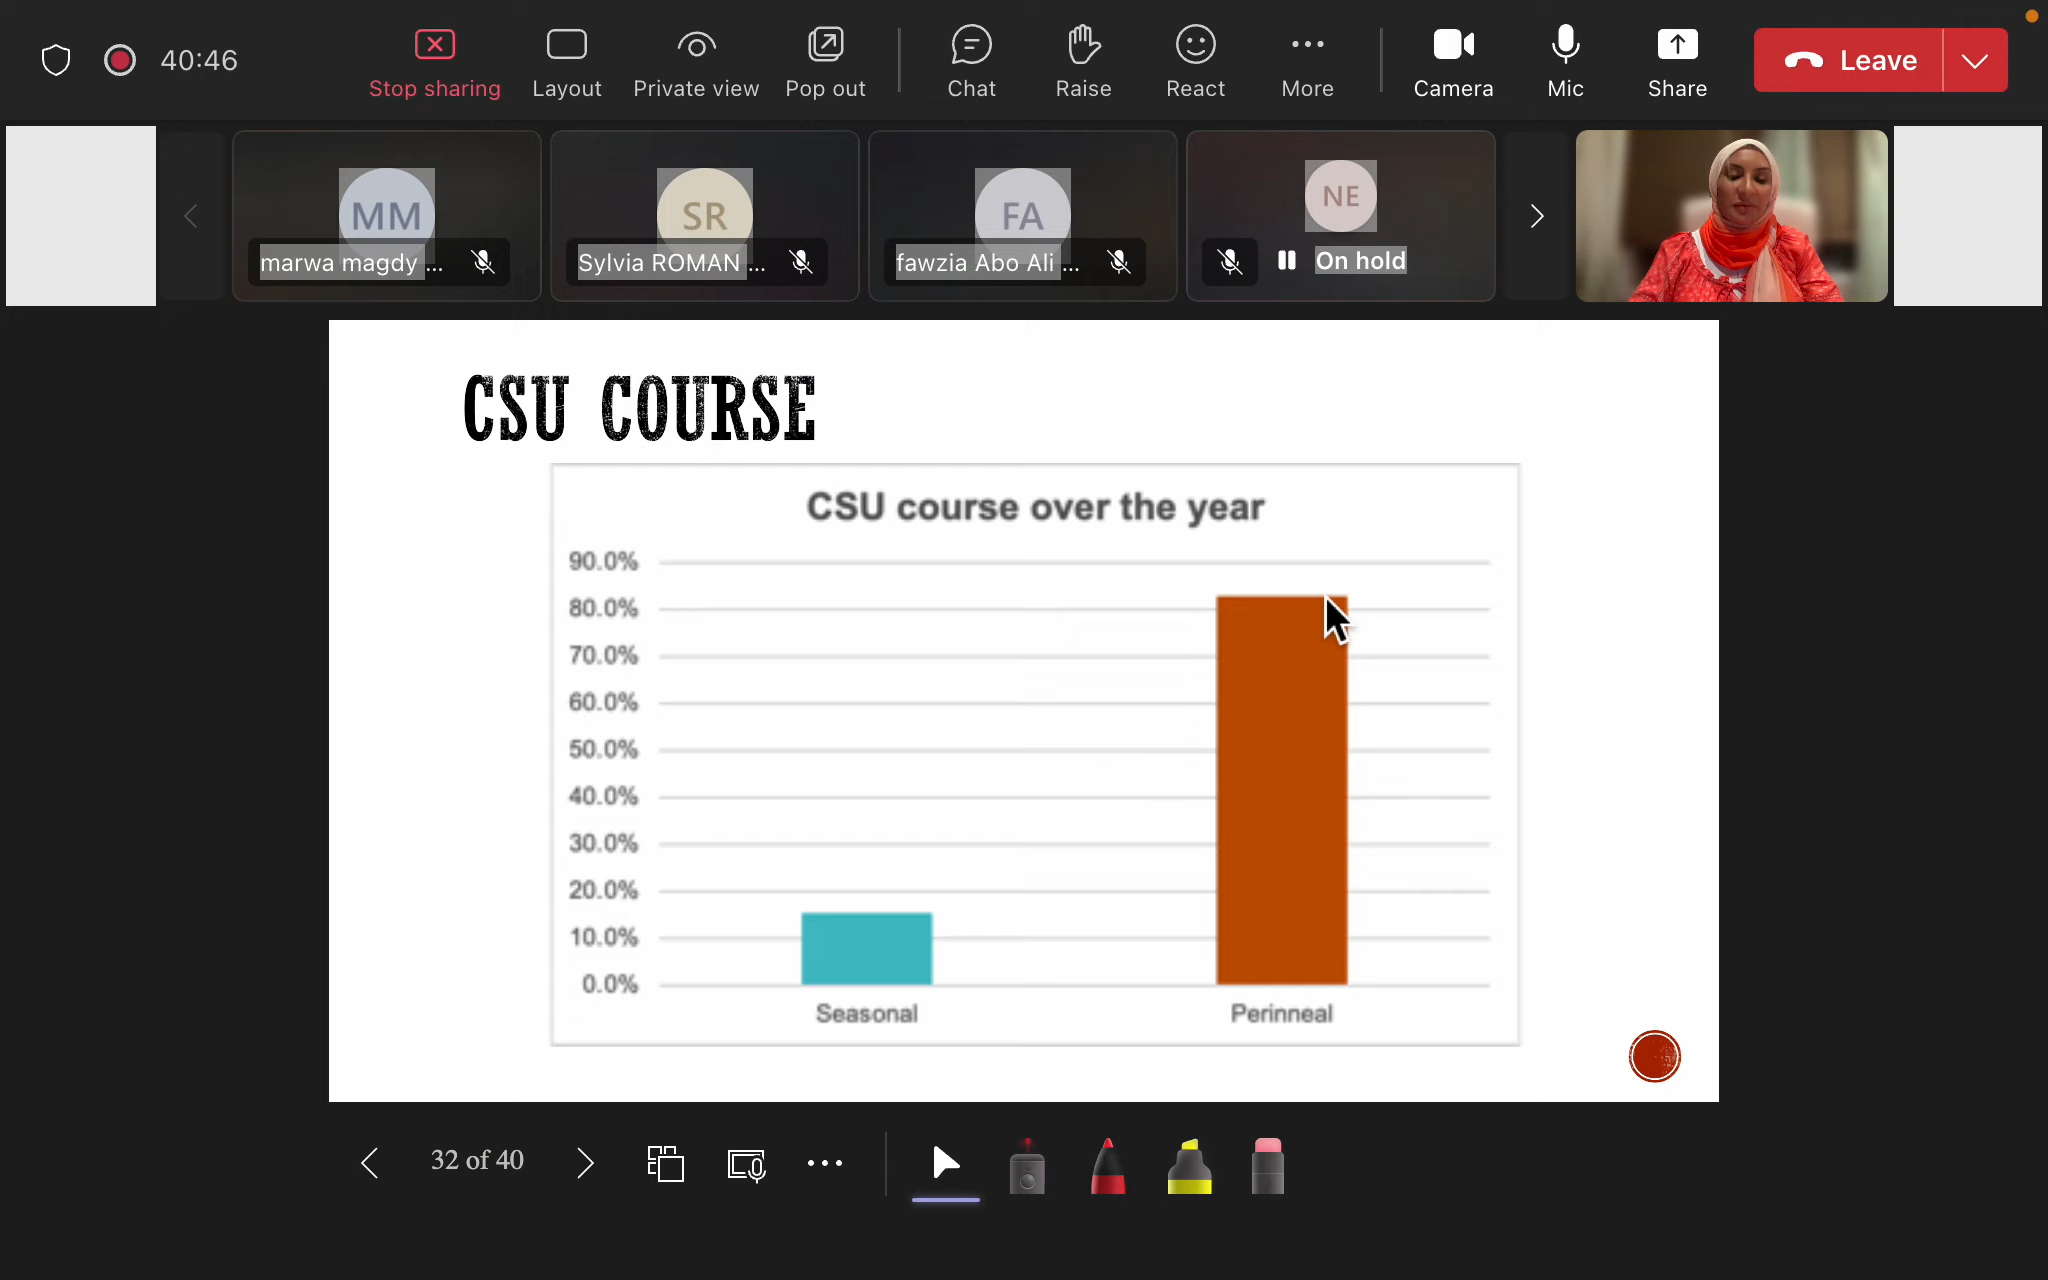 40:46
Stop sharing
Layout
Private view
Pop out
Chat
Raise
React
More
Camera
Mic
Share
Leave
MM
marwa magdy ...
SR
Sylvia ROMAN ...
FA
fawzia Abo Ali ...
NE
On hold
CSU COURSE
CSU course over the year
90.0%
80.0%
70.0%
60.0%
50.0%
40.0%
30.0%
20.0%
10.0%
0.0%
Seasonal
Perinneal
32 of 40